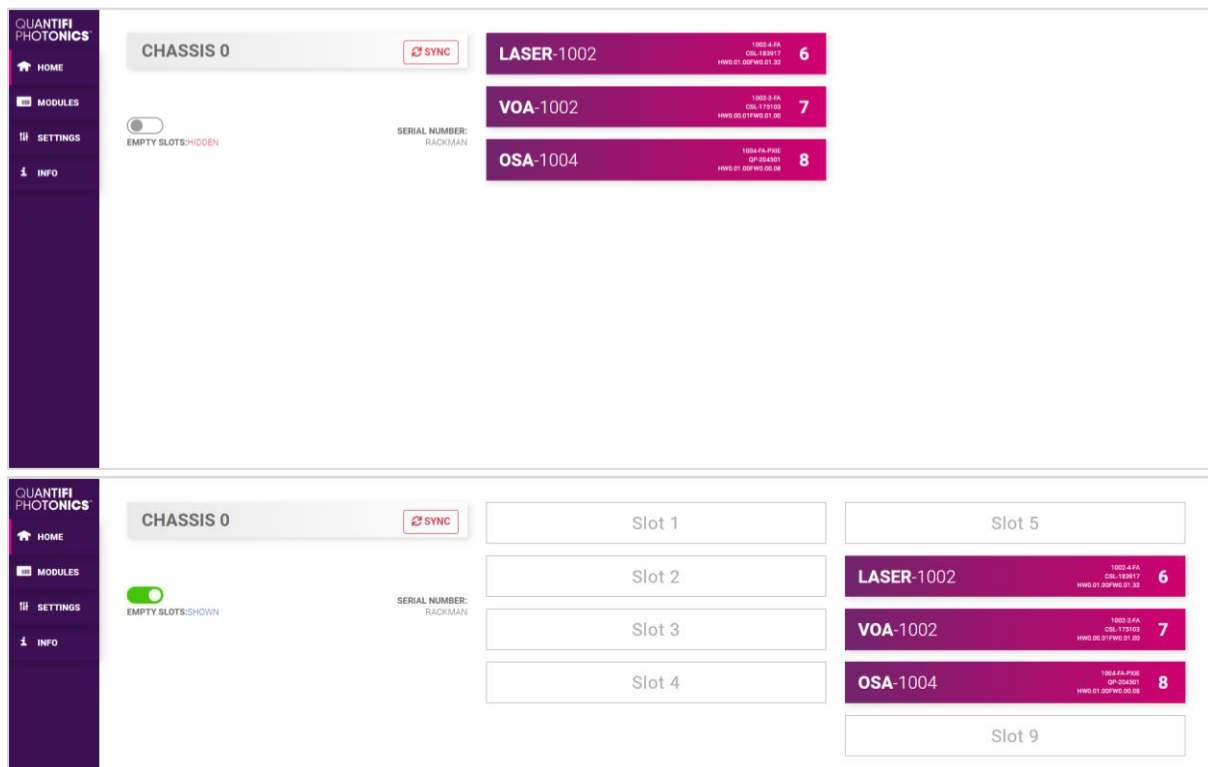 QUANTIFI
PHOTONICS™
HOME
MODULES
SETTINGS
INFO
CHASSIS 0
SYNC
EMPTY SLOTS:HIDDEN
SERIAL NUMBER:
RACKMAN
LASER-1002
1002-4-FA
CSL-183917
HW0.01.00FW0.01.32
6
VOA-1002
1002-2-FA
CSL-175103
HW0.00.01FW0.01.00
7
OSA-1004
1004-FA-PXIE
QP-204501
HW0.01.00FW0.00.08
8
QUANTIFI
PHOTONICS™
HOME
MODULES
SETTINGS
INFO
CHASSIS 0
SYNC
EMPTY SLOTS:SHOWN
SERIAL NUMBER:
RACKMAN
Slot 1
Slot 2
Slot 3
Slot 4
Slot 5
LASER-1002
1002-4-FA
CSL-183917
HW0.01.00FW0.01.32
6
VOA-1002
1002-2-FA
CSL-175103
HW0.00.01FW0.01.00
7
OSA-1004
1004-FA-PXIE
QP-204501
HW0.01.00FW0.00.08
8
Slot 9